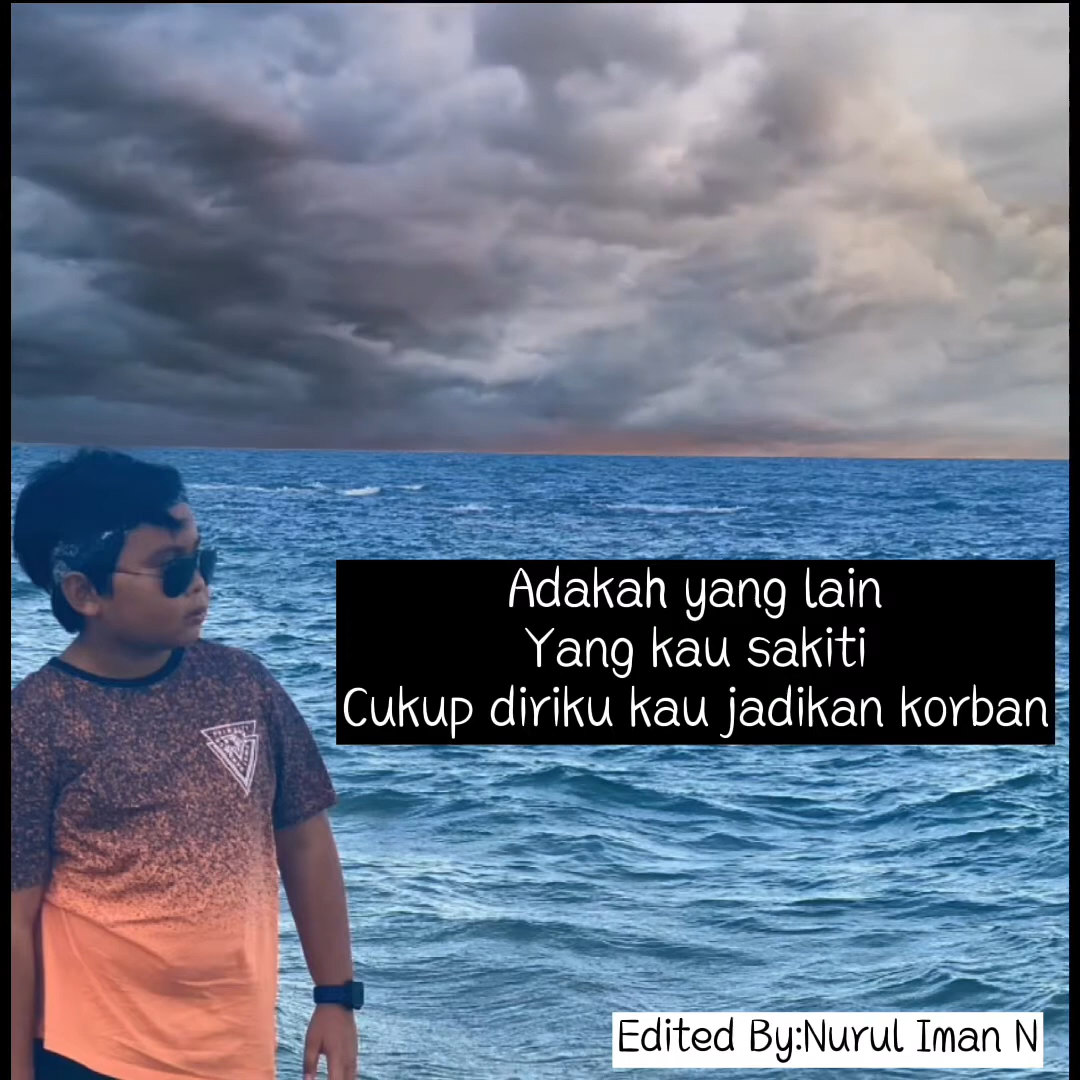 Adakah yang lain
Yang kau sakiti
Cukup diriku kau jadikan korban
Edited By:Nurul Iman N